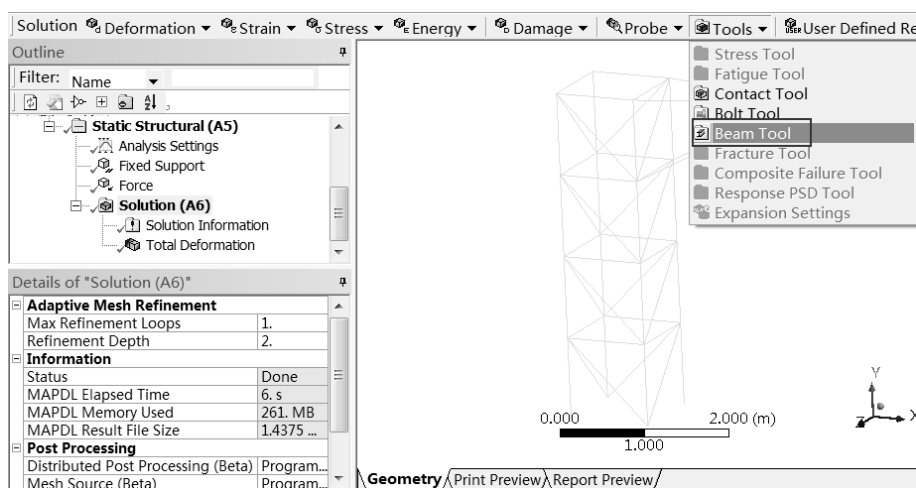 Solution Deformation Strain Stress Energy Damage Probe Tools User Defined Re
Outline
Filter: Name
Static Structural (A5)
Analysis Settings
Fixed Support
Force
Solution (A6)
Solution Information
Total Deformation
Details of "Solution (A6)"
Adaptive Mesh Refinement
Max Refinement Loops 1.
Refinement Depth 2.
Information
Status Done
MAPDL Elapsed Time 6. s
MAPDL Memory Used 261. MB
MAPDL Result File Size 1.4375 ...
Post Processing
Distributed Post Processing (Beta) Program...
Mesh Source (Beta) Program...
Stress Tool
Fatigue Tool
Contact Tool
Bolt Tool
Beam Tool
Fracture Tool
Composite Failure Tool
Response PSD Tool
Expansion Settings
0.000 2.000 (m)
1.000
Y
X
Geometry Print Preview Report Preview